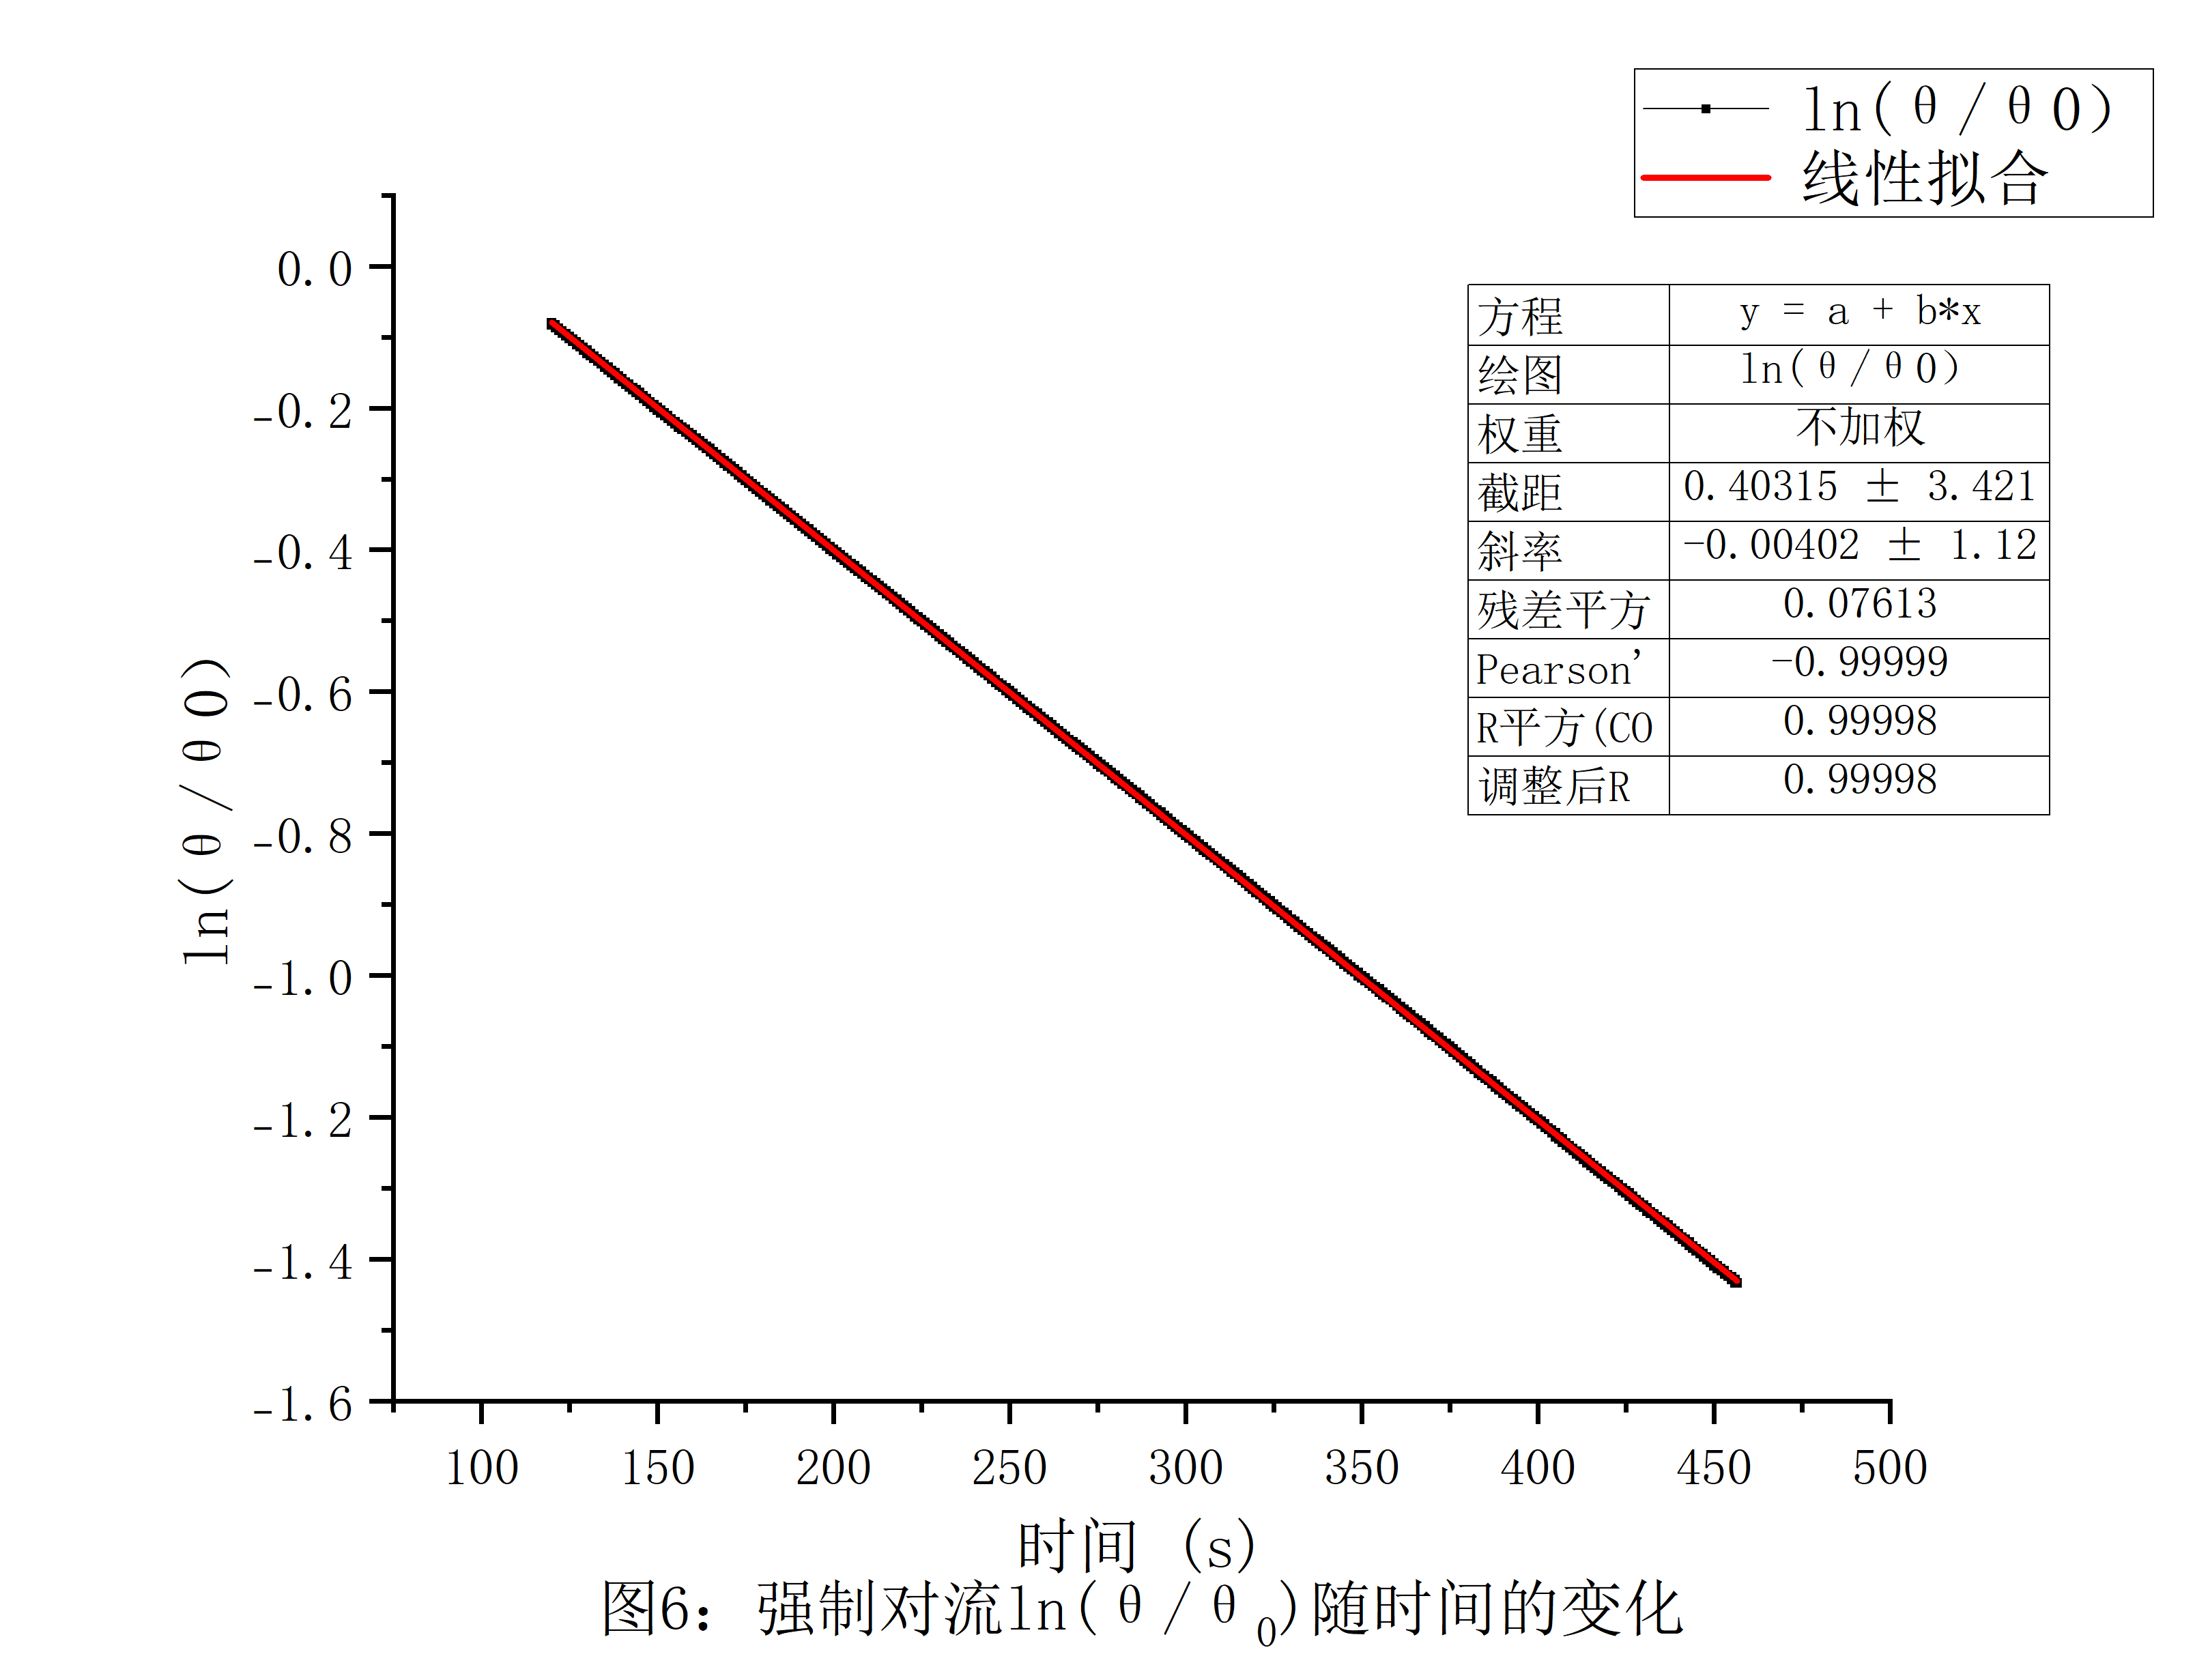 ln(θ/θ0)
线性拟合
0.0
-0.2
-0.4
-0.6
-0.8
-1.0
-1.2
-1.4
-1.6
ln(θ/θ0)
方程 y = a + b*x
绘图 ln(θ/θ0)
权重 不加权
截距 0.40315 ± 3.421
斜率 -0.00402 ± 1.12
残差平方 0.07613
Pearson' -0.99999
R平方(CO 0.99998
调整后R 0.99998
100 150 200 250 300 350 400 450 500
时间 (s)
图6：强制对流ln(θ/θ0)随时间的变化